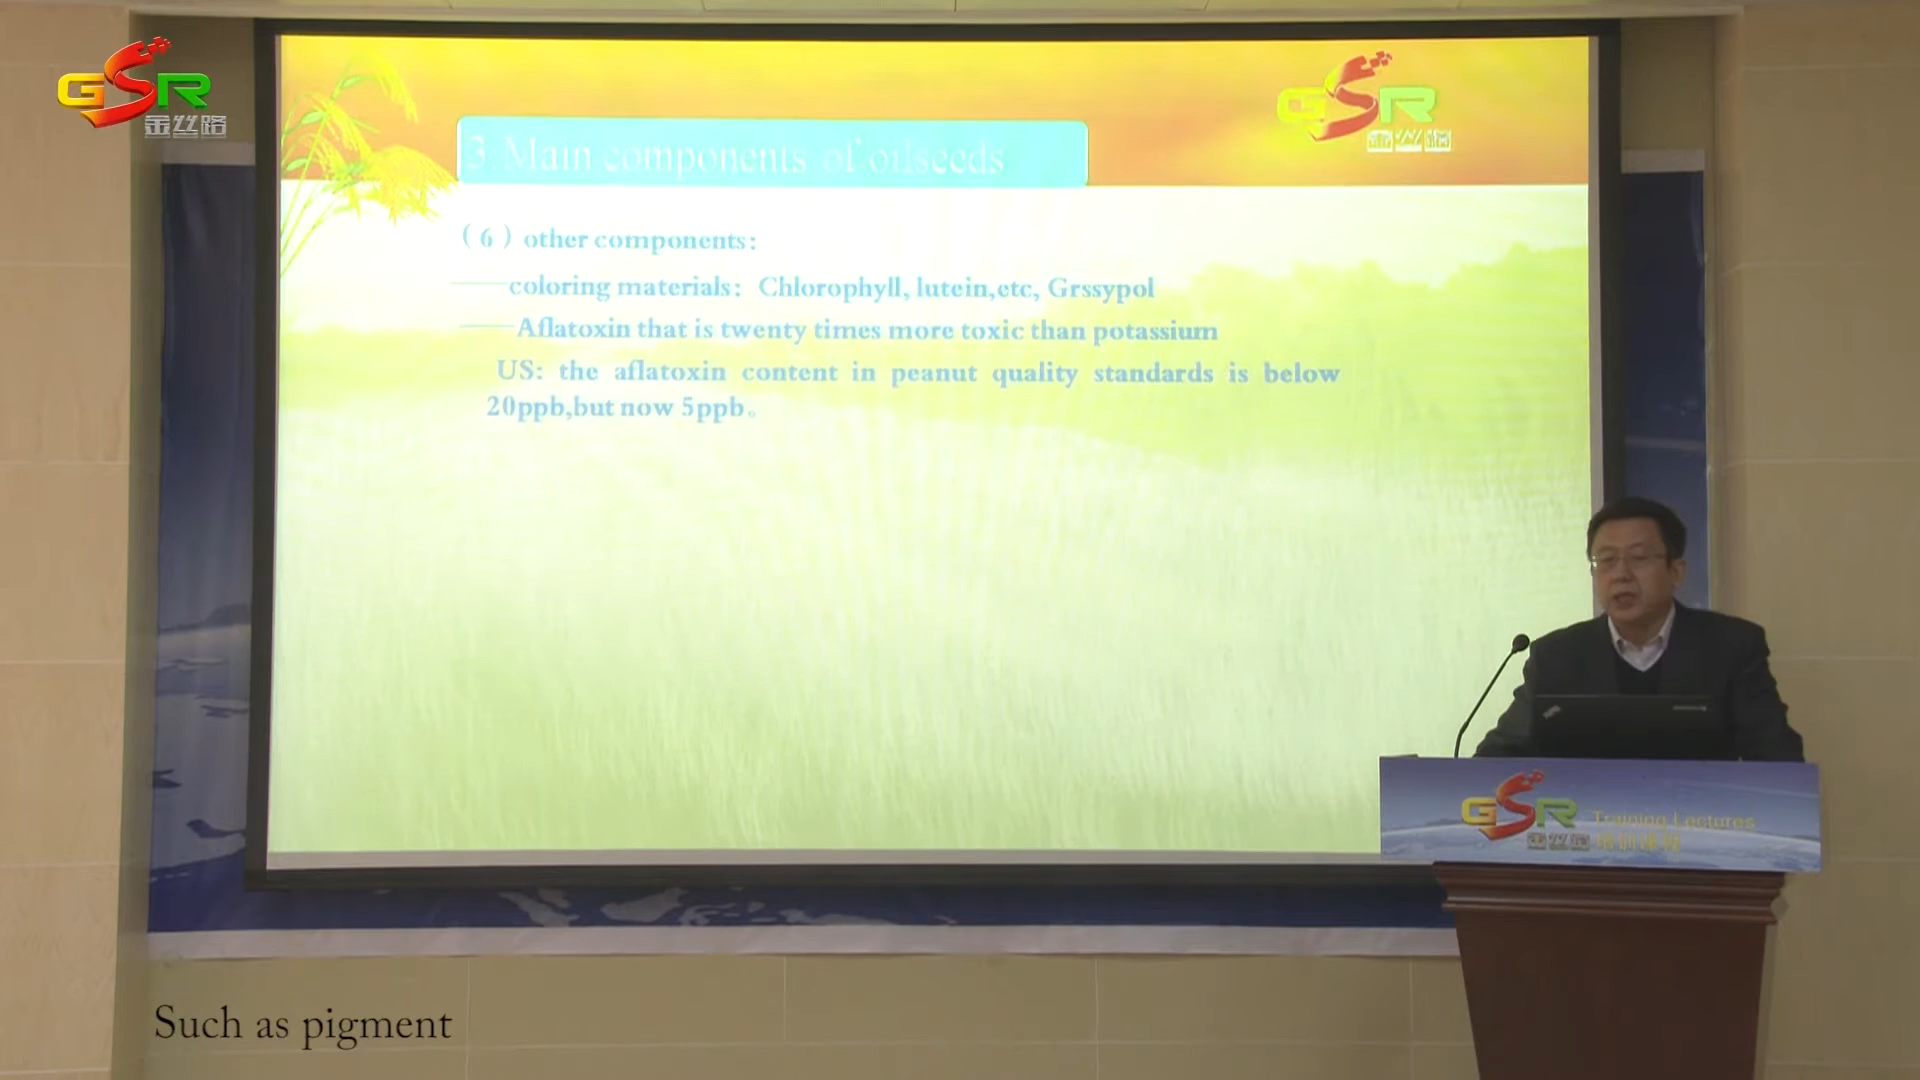 GSR
金丝路
GSR
金丝路
3 Main components of oilseeds
（6）other components:
——coloring materials: Chlorophyll, lutein,etc, Grssypol
——Aflatoxin that is twenty times more toxic than potassium
US: the aflatoxin content in peanut quality standards is below
20ppb,but now 5ppb。
GSR Training Lectures
金丝路 培训课程
Such as pigment